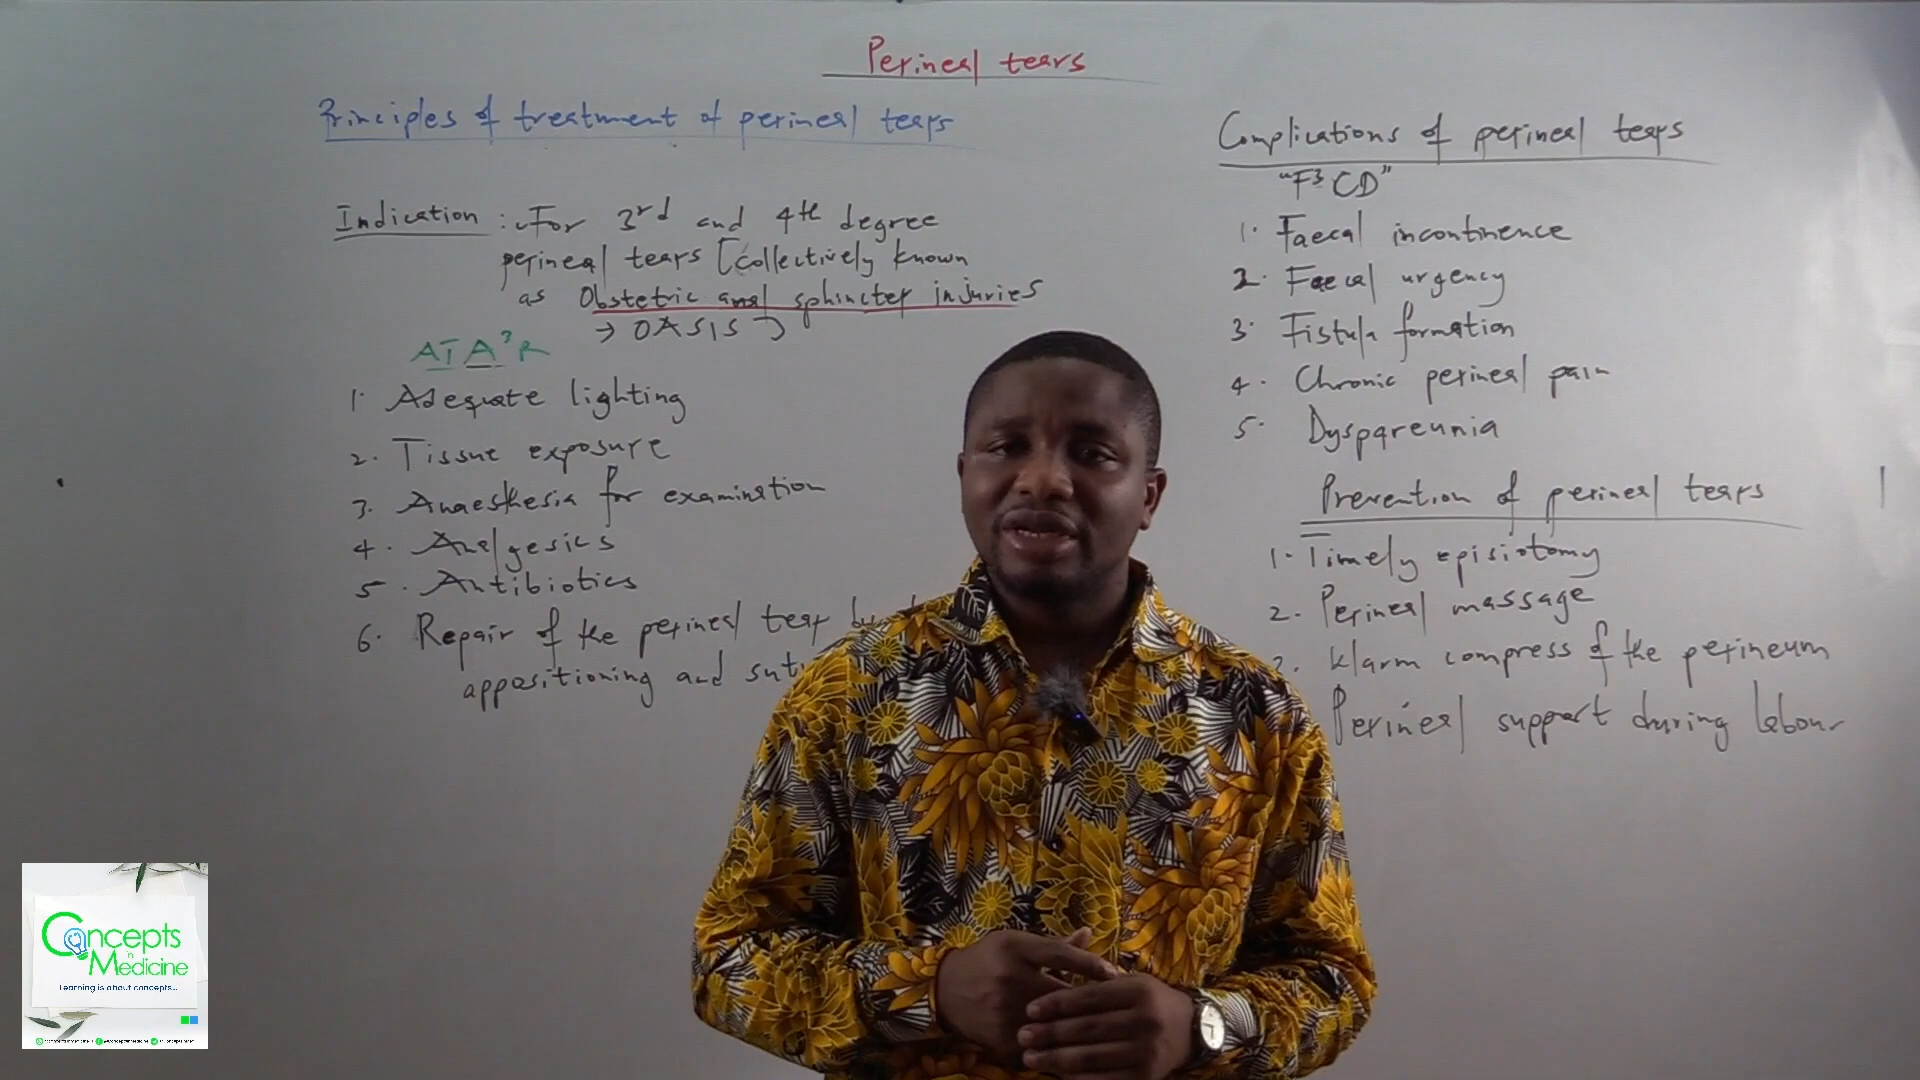 Perineal tears
Principles of treatment of perineal tears
Indication : For 3rd and 4th degree
perineal tears [collectively known
as Obstetric anal sphincter injuries
→ OASIS]
ATA³R
1. Adequate lighting
2. Tissue exposure
3. Anaesthesia for examination
4. Analgesics
5. Antibiotics
6. Repair of the perineal tear
appositioning and
Complications of perineal tears
"F³CD"
1. Faecal incontinence
2. Faecal urgency
3. Fistula formation
4. Chronic perineal pain
5. Dyspareunia
Prevention of perineal tears
1. Timely episiotomy
2. Perineal massage
3. Warm compress of the perineum
Perineal support during labour
Concepts
in Medicine
Learning is about concepts...